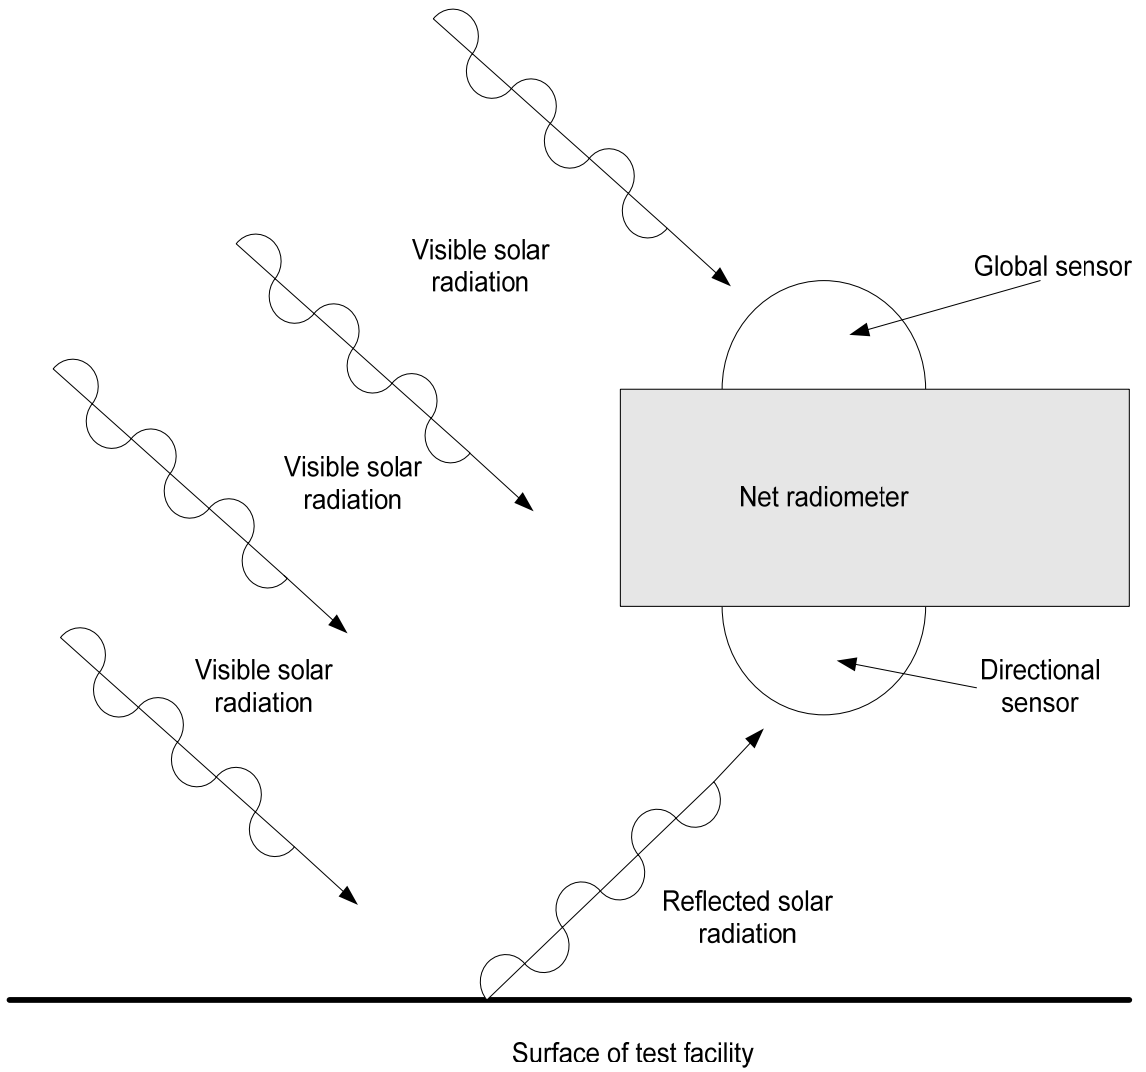 Visible solar
radiation
Global sensor
Visible solar
radiation
Net radiometer
Visible solar
radiation
Directional
sensor
Reflected solar
radiation
Surface of test facility